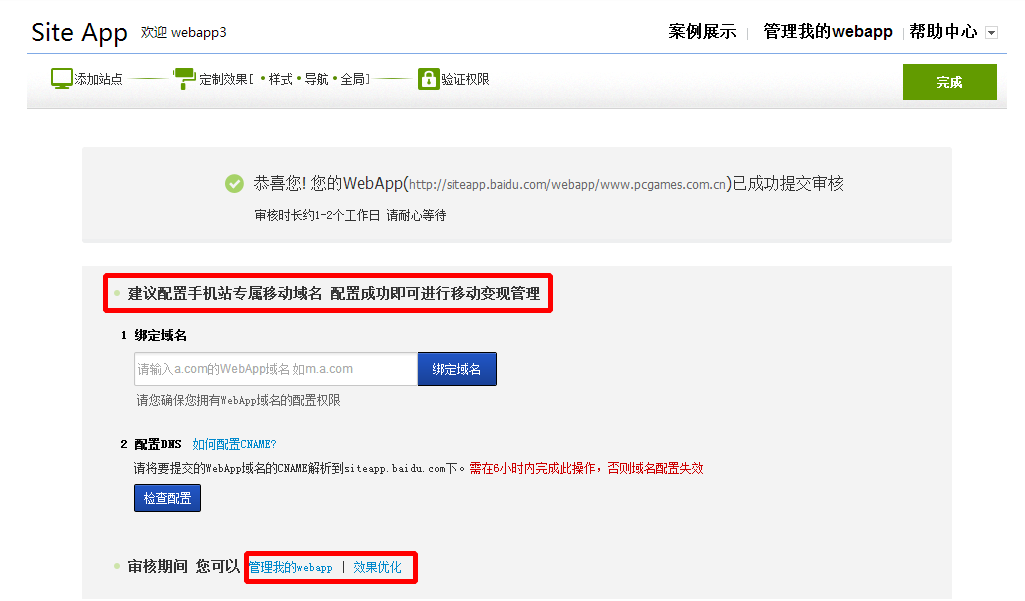 Site App 欢迎 webapp3 案例展示 | 管理我的webapp | 帮助中心
添加站点 定制效果[ •样式•导航•全局] 验证权限 完成
恭喜您! 您的WebApp(http://siteapp.baidu.com/webapp/www.pcgames.com.cn)已成功提交审核
审核时长约1-2个工作日 请耐心等待
建议配置手机站专属移动域名 配置成功即可进行移动变现管理
1 绑定域名
请输入a.com的WebApp域名 如m.a.com 绑定域名
请您确保您拥有WebApp域名的配置权限
2 配置DNS 如何配置CNAME?
请将要提交的WebApp域名的CNAME解析到siteapp.baidu.com下。需在6小时内完成此操作，否则域名配置失效
检查配置
审核期间 您可以 管理我的webapp | 效果优化